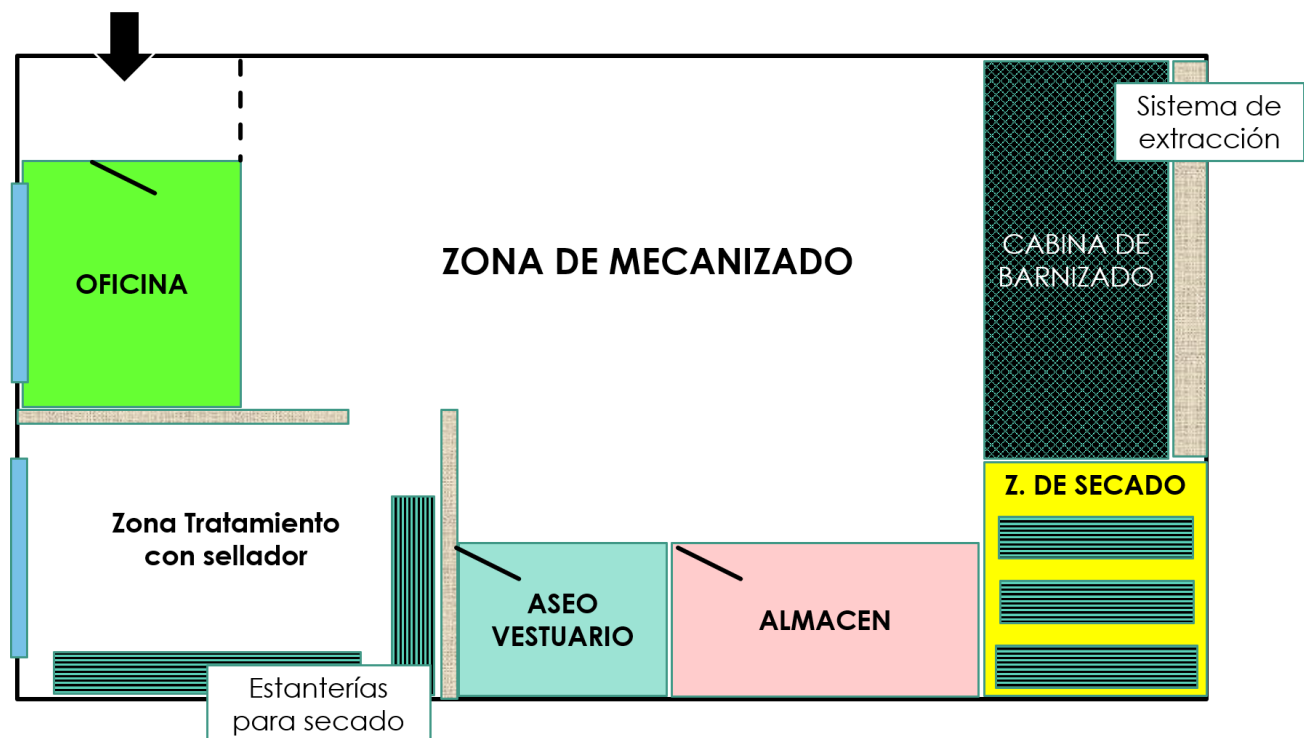 Sistema de
extracción
CABINA DE
BARNIZADO
ZONA DE MECANIZADO
OFICINA
Z. DE SECADO
Zona Tratamiento
con sellador
ASEO
VESTUARIO
ALMACEN
Estanterías
para secado